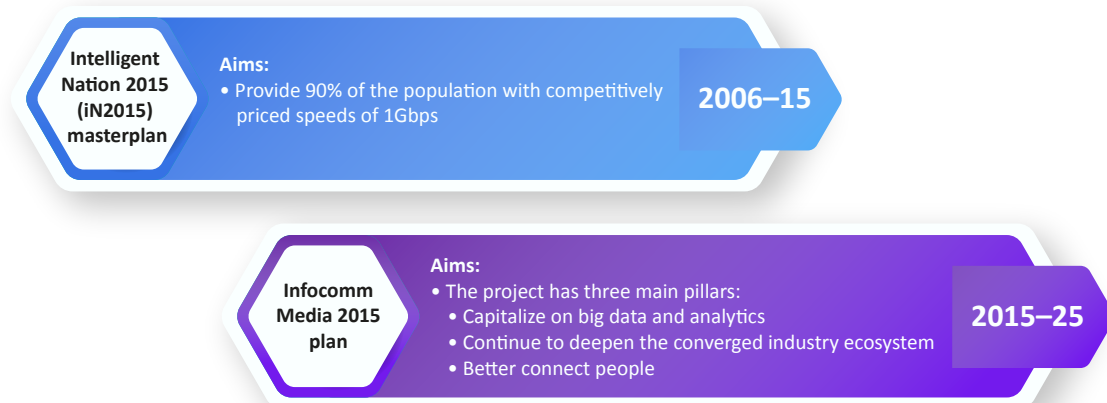 Intelligent
Nation 2015
(iN2015)
masterplan
Aims:
• Provide 90% of the population with competitively
priced speeds of 1Gbps
2006–15
Infocomm
Media 2015
plan
Aims:
• The project has three main pillars:
• Capitalize on big data and analytics
• Continue to deepen the converged industry ecosystem
• Better connect people
2015–25